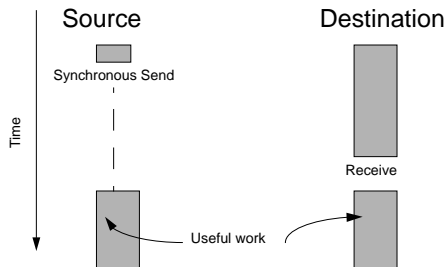 Source
Destination
Synchronous Send
Time
Receive
Useful work